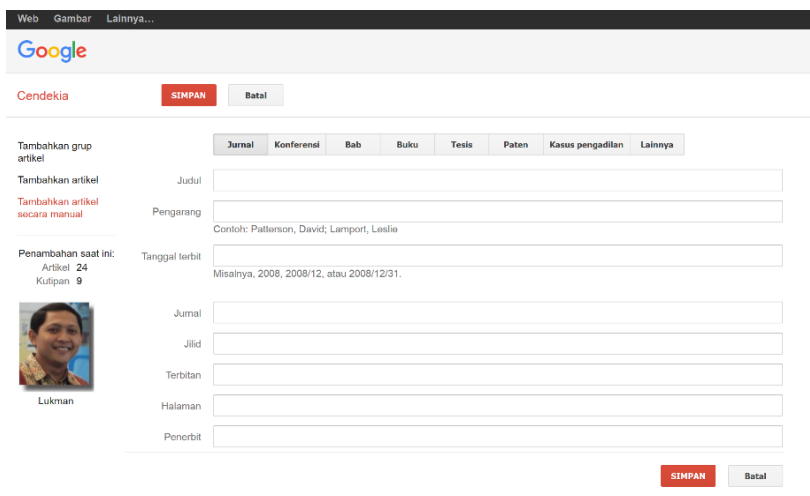 Web Gambar Lainnya...
Google
Cendekia SIMPAN Batal
Tambahkan grup
artikel
Tambahkan artikel
Tambahkan artikel
secara manual
Penambahan saat ini:
Artikel 24
Kutipan 9
Lukman
Jurnal Konferensi Bab Buku Tesis Paten Kasus pengadilan Lainnya
Judul
Pengarang
Contoh: Patterson, David; Lamport, Leslie
Tanggal terbit
Misalnya, 2008, 2008/12, atau 2008/12/31.
Jurnal
Jilid
Terbitan
Halaman
Penerbit
SIMPAN Batal